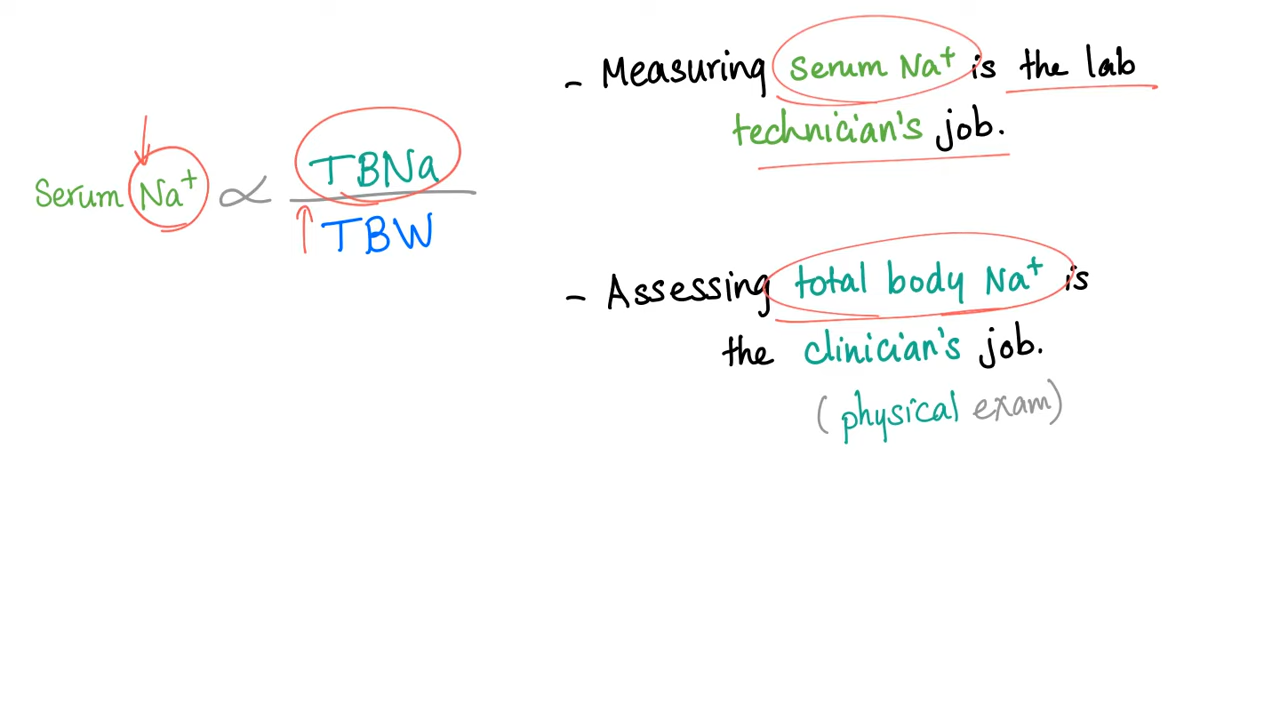 Serum Na⁺ ∝ TBNa
↑ TBW
- Measuring serum Na⁺ is the lab
technician's job.
- Assessing total body Na⁺ is
the clinician's job.
(physical exam)